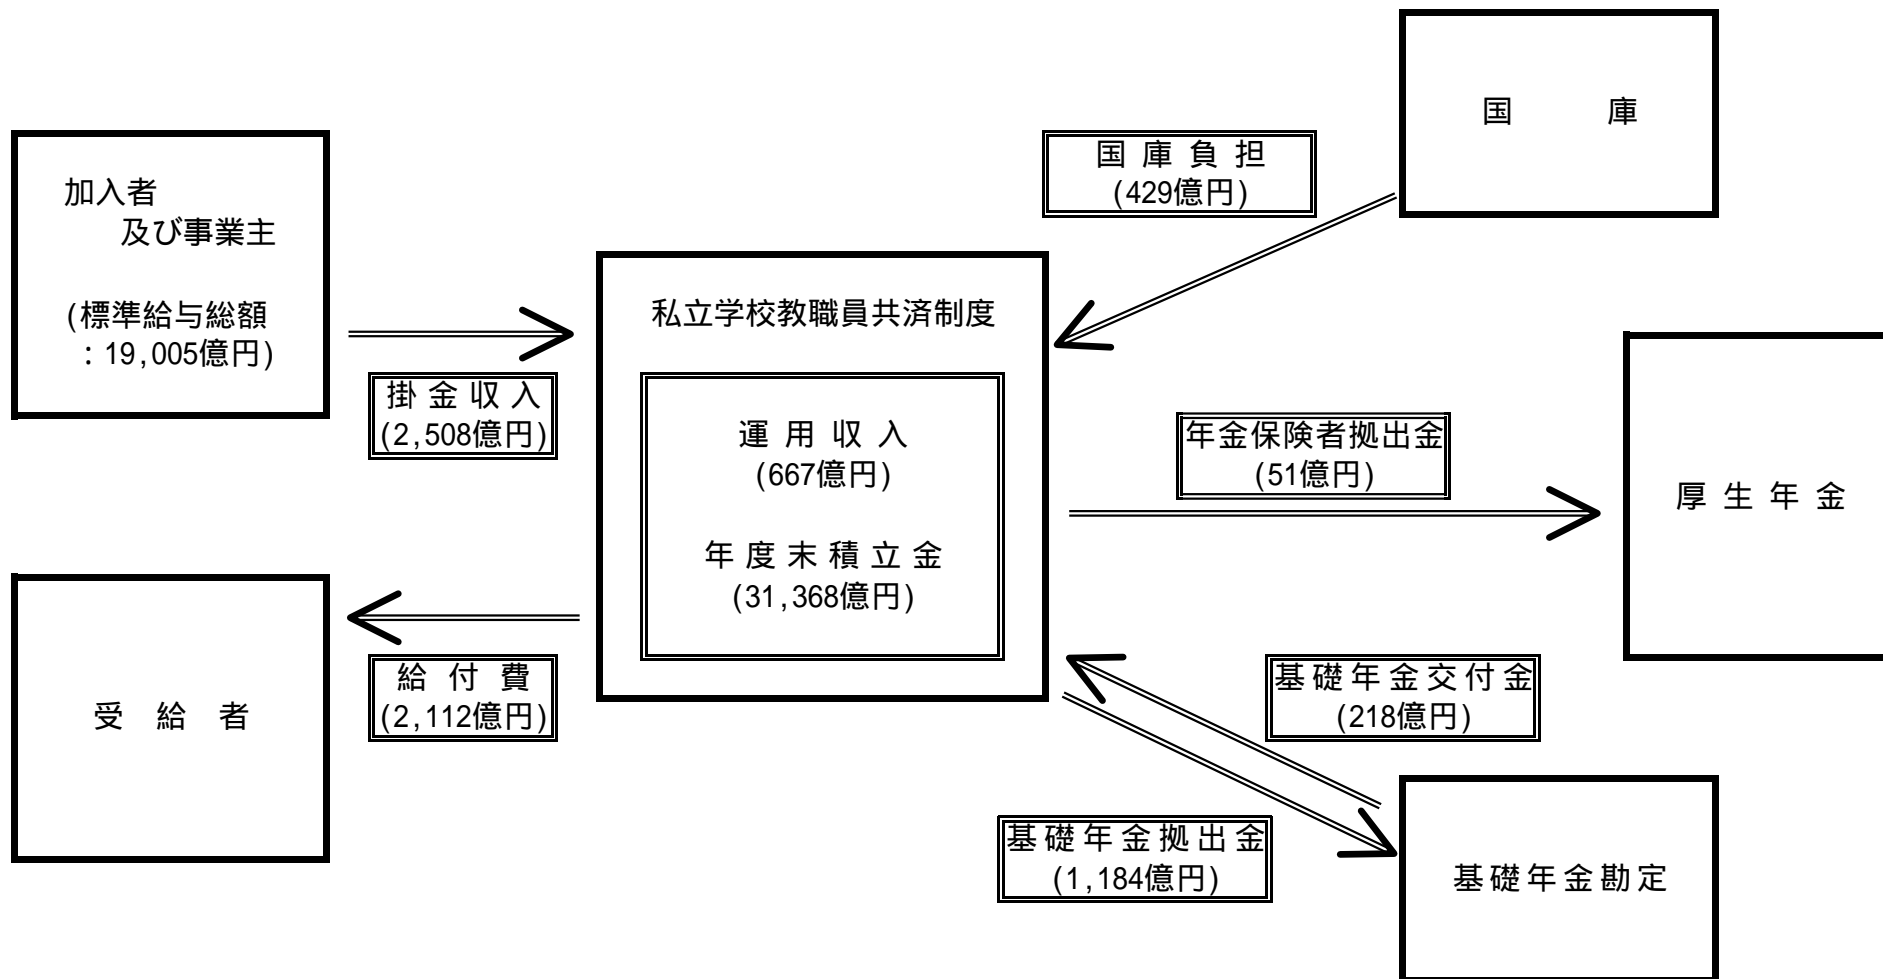 国 庫
国庫負担
(429億円)
加入者
及び事業主
(標準給与総額
:19,005億円)
掛金収入
(2,508億円)
私立学校教職員共済制度
運用収入
(667億円)
年度末積立金
(31,368億円)
年金保険者拠出金
(51億円)
厚生年金
受給者
給付費
(2,112億円)
基礎年金交付金
(218億円)
基礎年金拠出金
(1,184億円)
基礎年金勘定